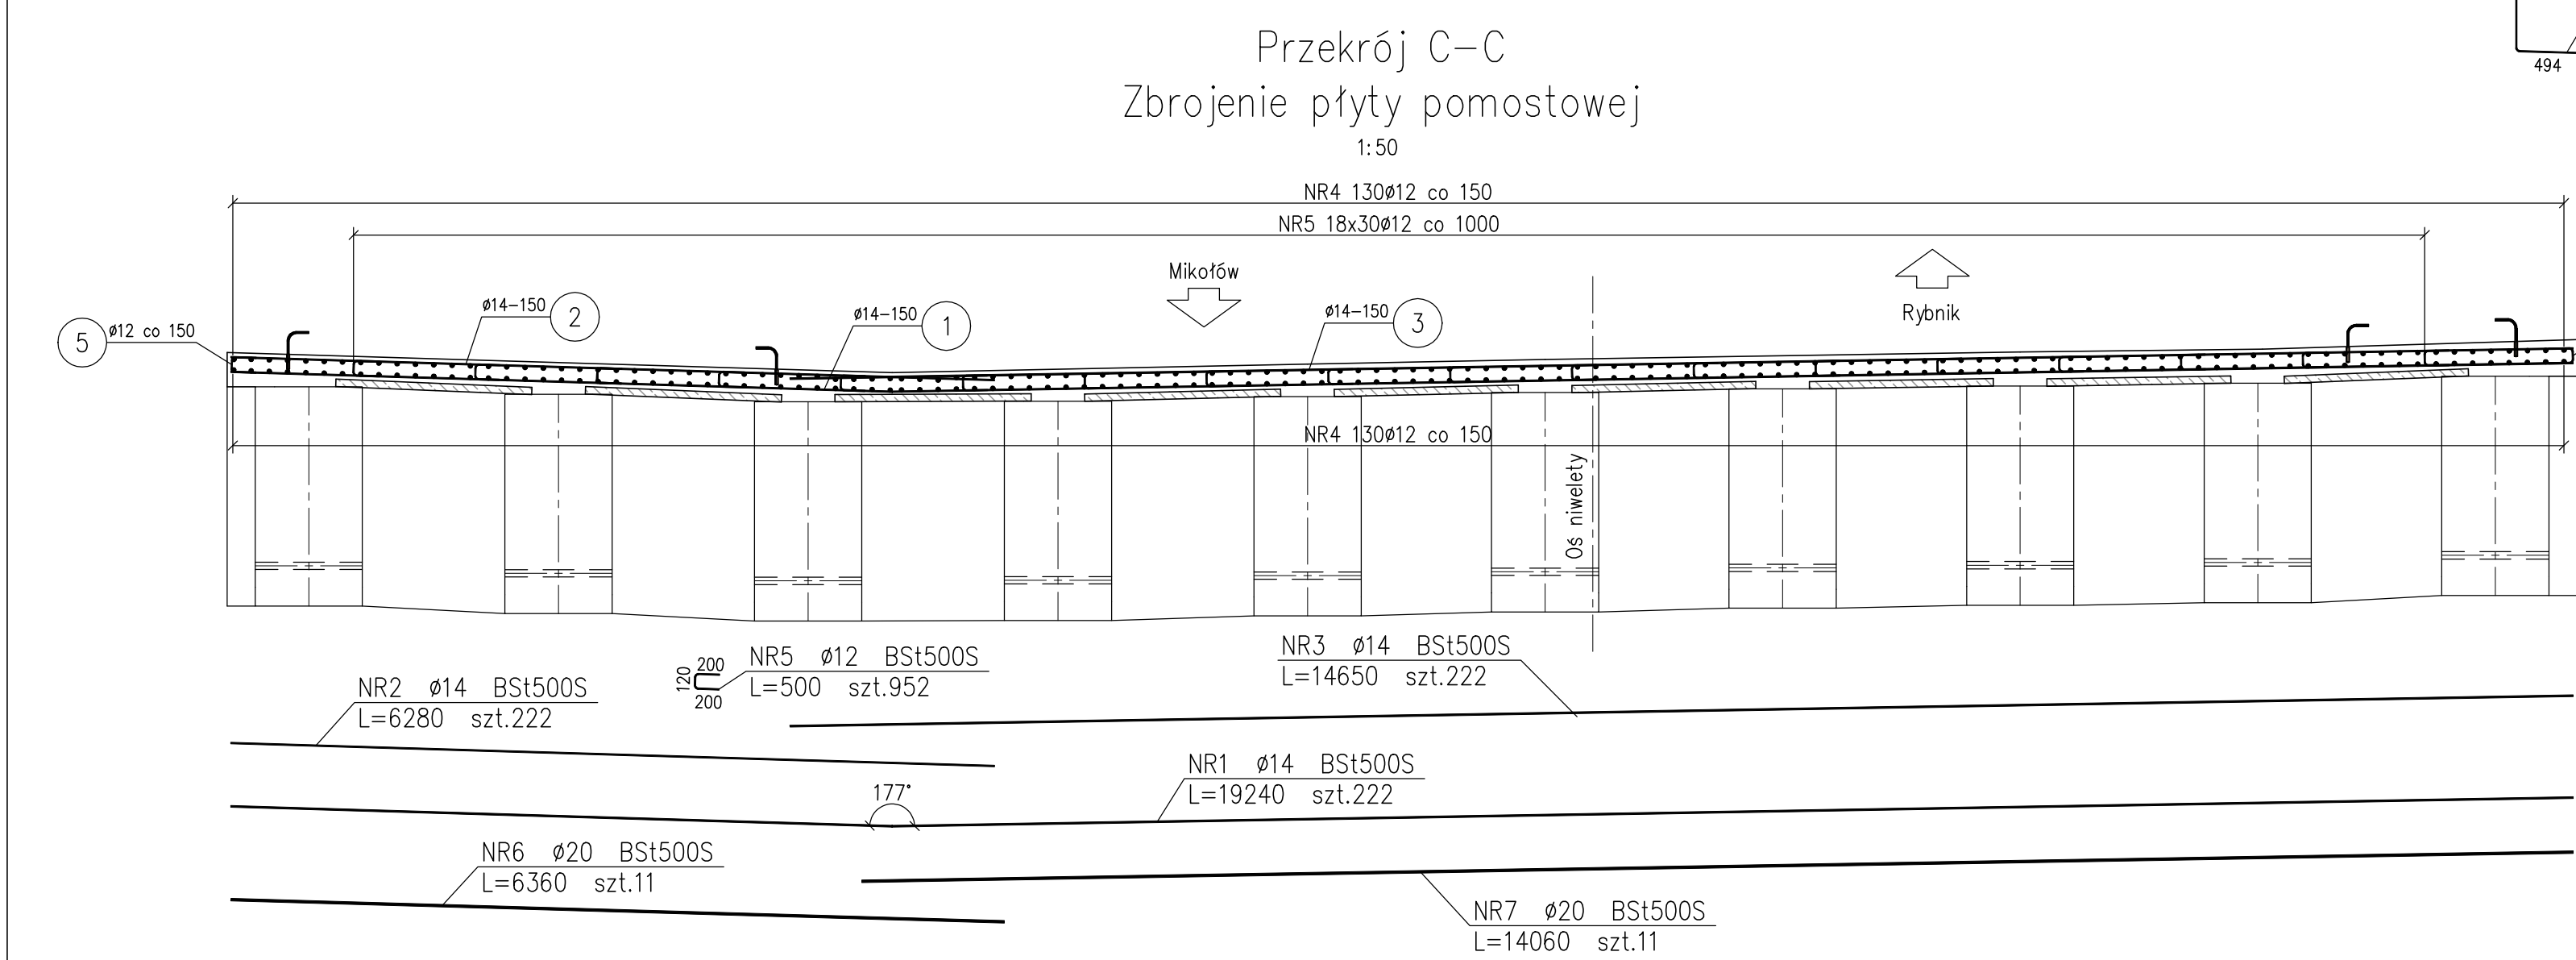 Przekrój C-C
Zbrojenie płyty pomostowej
1:50
494
NR4 130ø12 co 150
NR5 18x30ø12 co 1000
Mikołów
Rybnik
5 ø12 co 150
ø14-150 2
ø14-150 1
ø14-150 3
NR4 130ø12 co 150
Oś niwelety
NR3 ø14 BSt500S
L=14650 szt.222
120
200
200
NR5 ø12 BSt500S
L=500 szt.952
NR2 ø14 BSt500S
L=6280 szt.222
NR1 ø14 BSt500S
L=19240 szt.222
177°
NR6 ø20 BSt500S
L=6360 szt.11
NR7 ø20 BSt500S
L=14060 szt.11